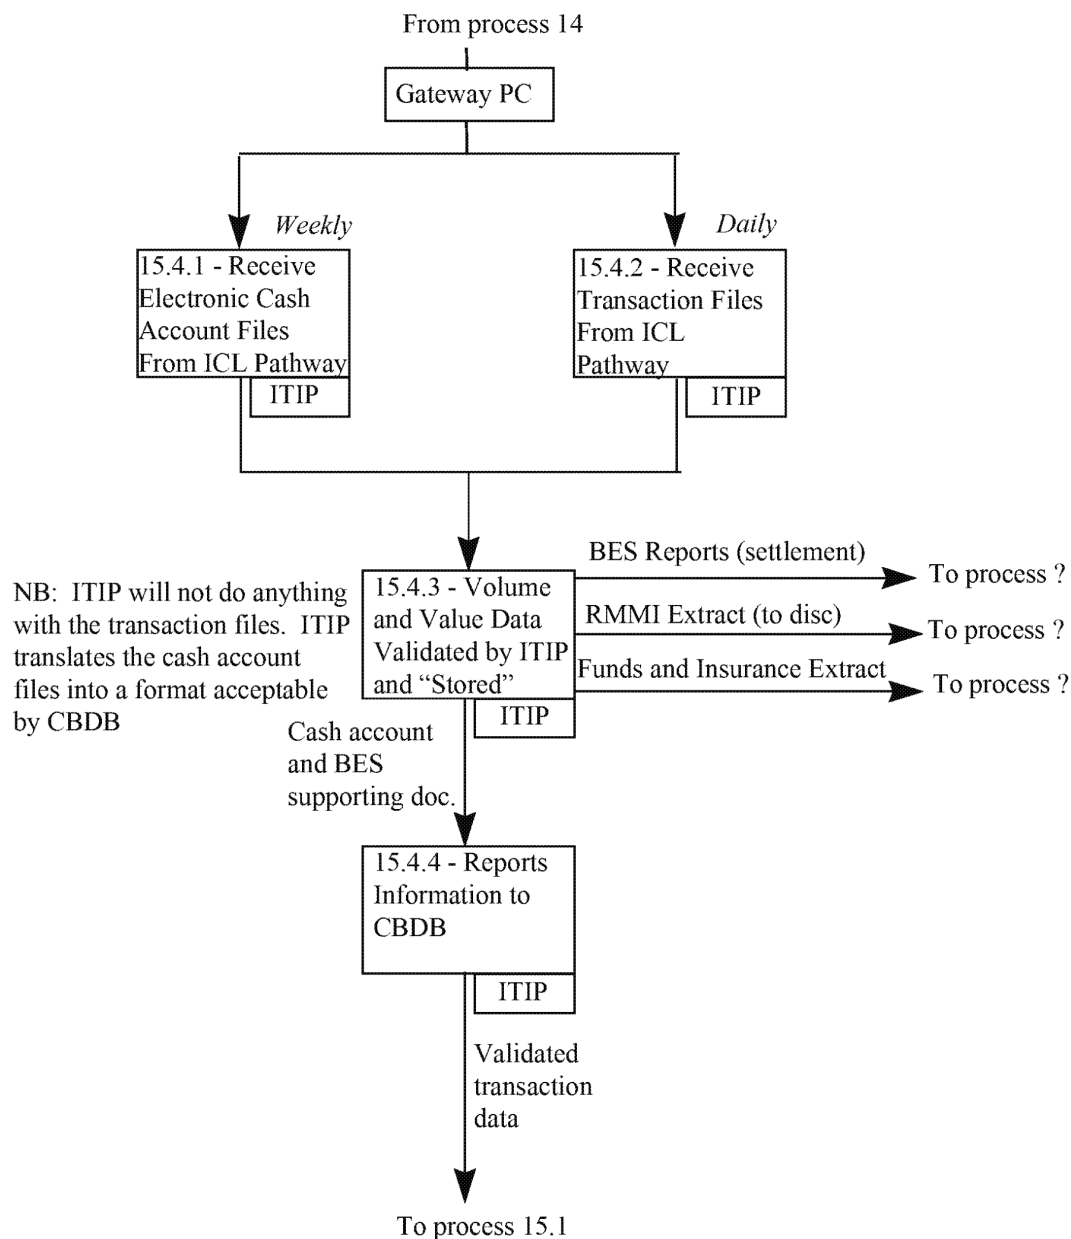 From process 14
Gateway PC
Weekly
Daily
15.4.1 - Receive
Electronic Cash
Account Files
From ICL Pathway
ITIP
15.4.2 - Receive
Transaction Files
From ICL
Pathway
ITIP
NB:  ITIP will not do anything
with the transaction files.  ITIP
translates the cash account
files into a format acceptable
by CBDB
15.4.3 - Volume
and Value Data
Validated by ITIP
and “Stored”
ITIP
BES Reports (settlement)
To process ?
RMMI Extract (to disc)
To process ?
Funds and Insurance Extract
To process ?
Cash account
and BES
supporting doc.
15.4.4 - Reports
Information to
CBDB
ITIP
Validated
transaction
data
To process 15.1